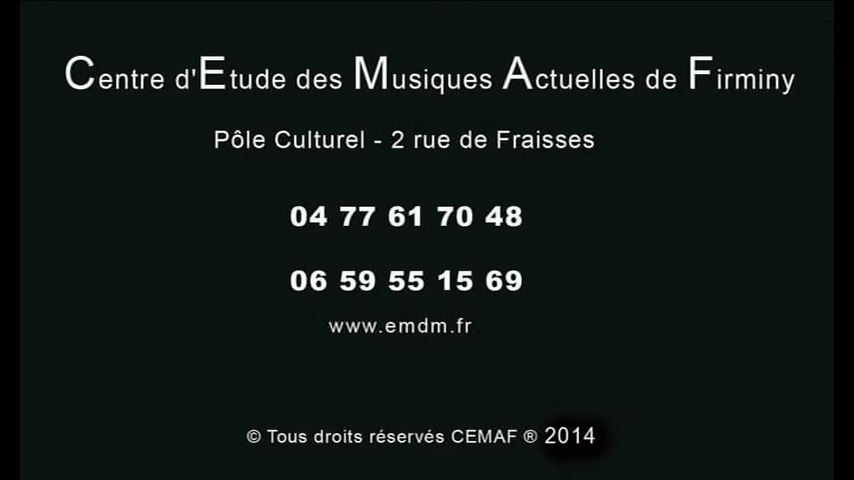 Centre d'Etude des Musiques Actuelles de Firminy
Pôle Culturel - 2 rue de Fraisses
04 77 61 70 48
06 59 55 15 69
www.emdm.fr
© Tous droits réservés CEMAF ® 2014